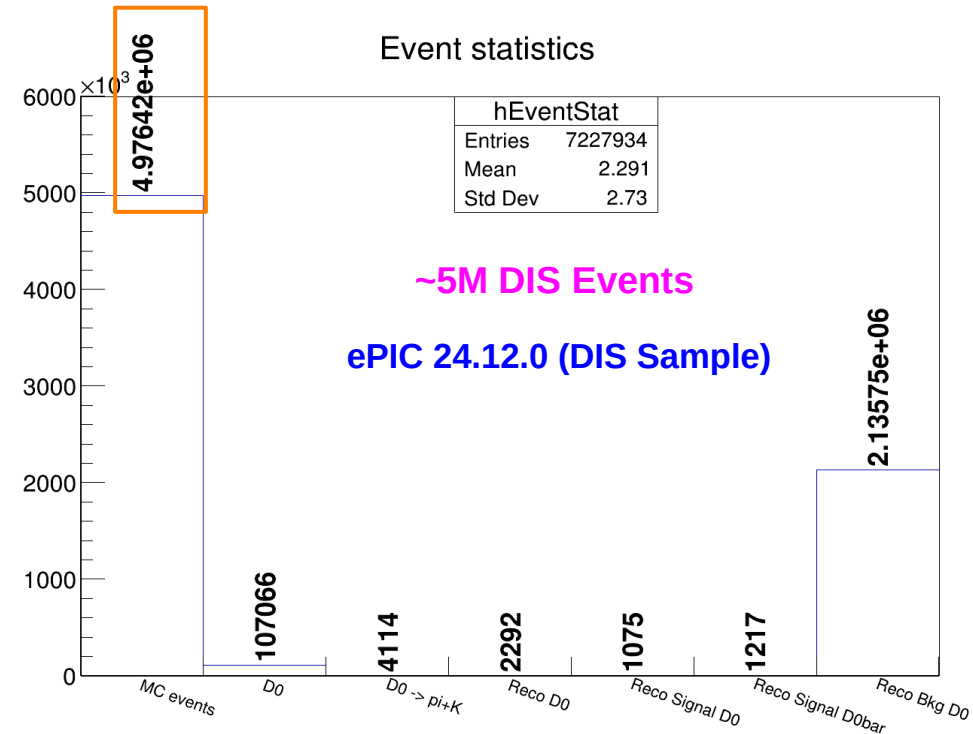 Event statistics
×10³
hEventStat
Entries 7227934
Mean 2.291
Std Dev 2.73
6000
5000
4000
3000
2000
1000
0
4.97642e+06
107066
4114
2292
1075
1217
2.13575e+06
~5M DIS Events
ePIC 24.12.0 (DIS Sample)
MC events
D0
D0 -> pi+K
Reco D0
Reco Signal D0
Reco Signal D0bar
Reco Bkg D0